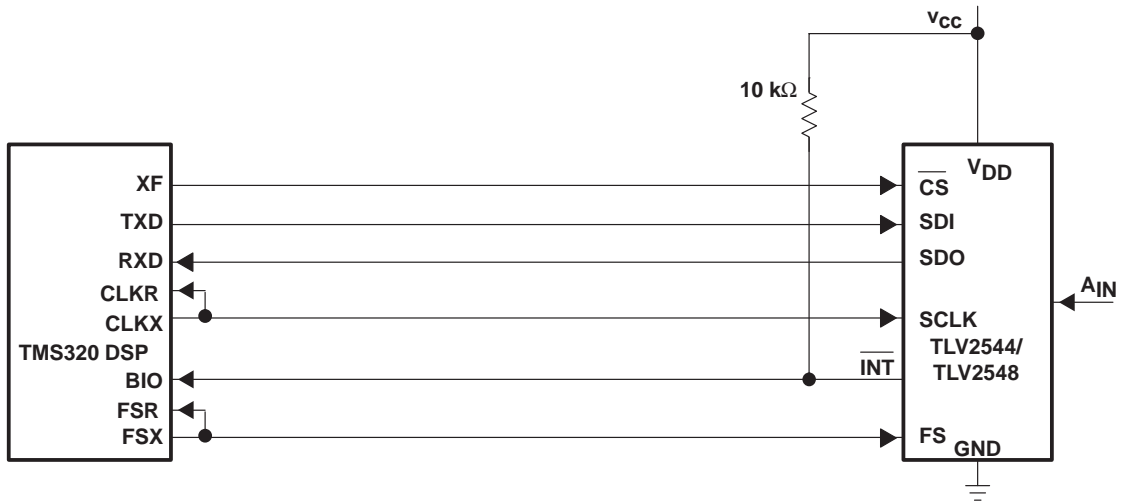 vCC
10 kΩ
VDD
XF
CS
TXD
SDI
RXD
SDO
CLKR
AIN
CLKX
SCLK
TMS320 DSP
INT
TLV2544/
TLV2548
BIO
FSR
FSX
FS
GND